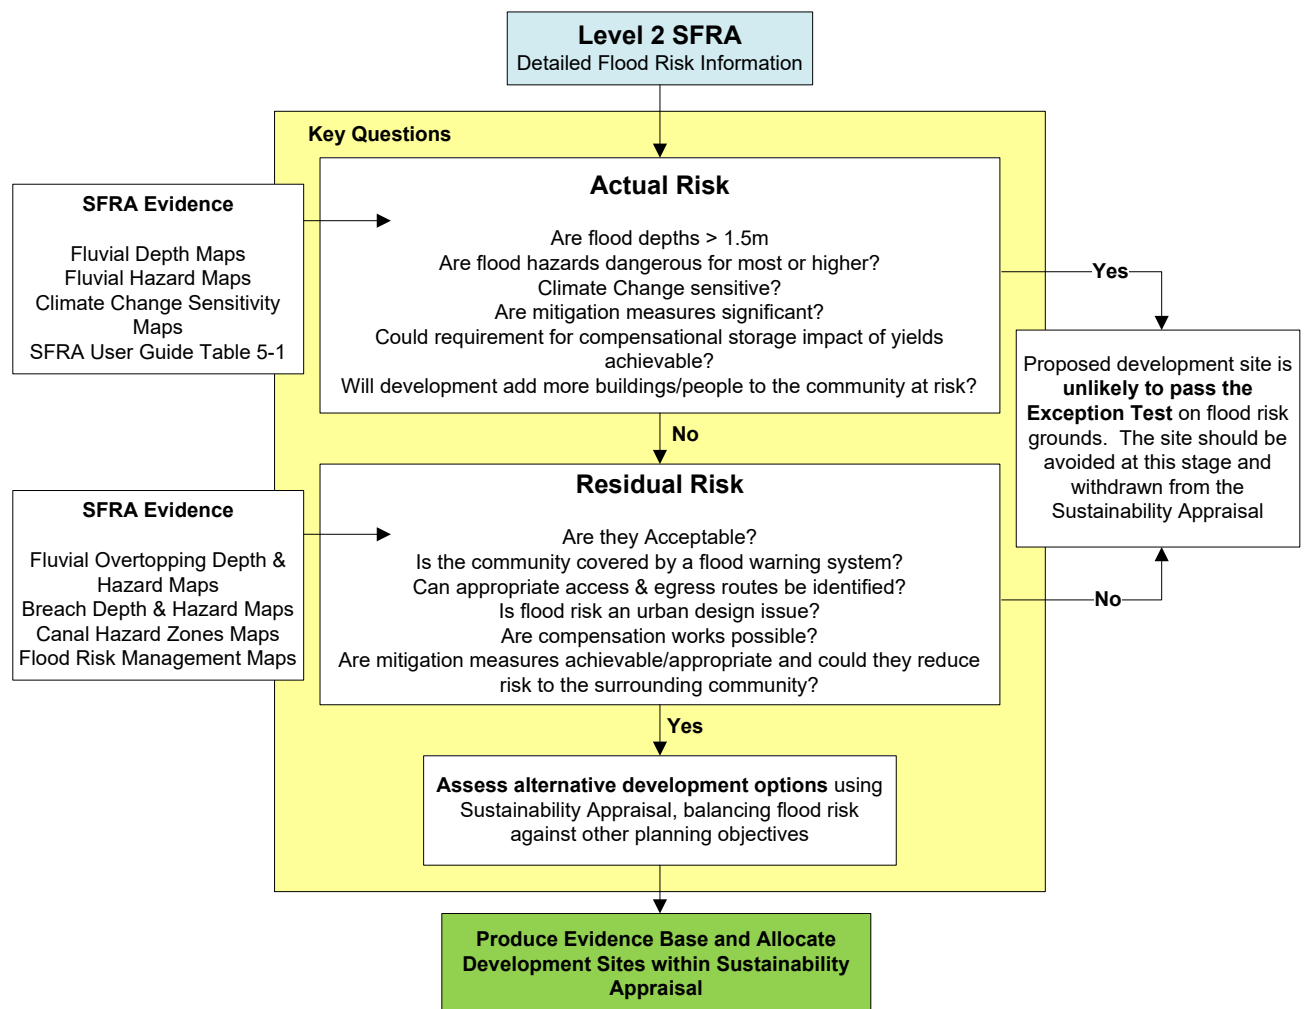 Level 2 SFRA
Detailed Flood Risk Information
Key Questions
Actual Risk
Are flood depths > 1.5m
Are flood hazards dangerous for most or higher?
Climate Change sensitive?
Are mitigation measures significant?
Could requirement for compensational storage impact of yields
achievable?
Will development add more buildings/people to the community at risk?
SFRA Evidence
Fluvial Depth Maps
Fluvial Hazard Maps
Climate Change Sensitivity
Maps
SFRA User Guide Table 5-1
Yes
Proposed development site is
unlikely to pass the
Exception Test on flood risk
grounds.  The site should be
avoided at this stage and
withdrawn from the
Sustainability Appraisal
No
Residual Risk
Are they Acceptable?
Is the community covered by a flood warning system?
Can appropriate access & egress routes be identified?
Is flood risk an urban design issue?
Are compensation works possible?
Are mitigation measures achievable/appropriate and could they reduce
risk to the surrounding community?
SFRA Evidence
Fluvial Overtopping Depth &
Hazard Maps
Breach Depth & Hazard Maps
Canal Hazard Zones Maps
Flood Risk Management Maps
No
Yes
Assess alternative development options using
Sustainability Appraisal, balancing flood risk
against other planning objectives
Produce Evidence Base and Allocate
Development Sites within Sustainability
Appraisal